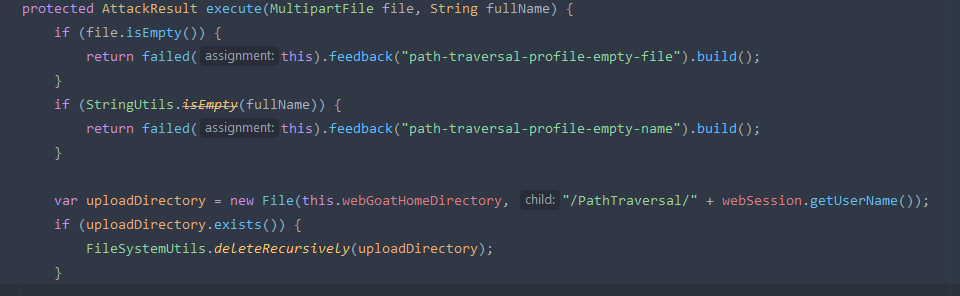 protected AttackResult execute(MultipartFile file, String fullName) {
    if (file.isEmpty()) {
        return failed( assignment: this).feedback("path-traversal-profile-empty-file").build();
    }
    if (StringUtils.isEmpty(fullName)) {
        return failed( assignment: this).feedback("path-traversal-profile-empty-name").build();
    }

    var uploadDirectory = new File(this.webGoatHomeDirectory, child: "/PathTraversal/" + webSession.getUserName());
    if (uploadDirectory.exists()) {
        FileSystemUtils.deleteRecursively(uploadDirectory);
    }